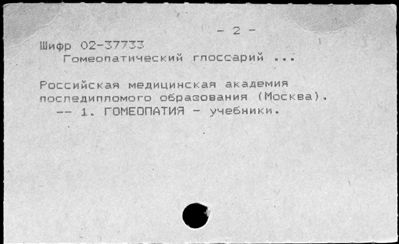 - 2 -
Шифр 02-37733
Гомеопатический глоссарий ...
Российская медицинская академия
последипломого образования (Москва).
-- 1. ГОМЕОПАТИЯ - учебники.